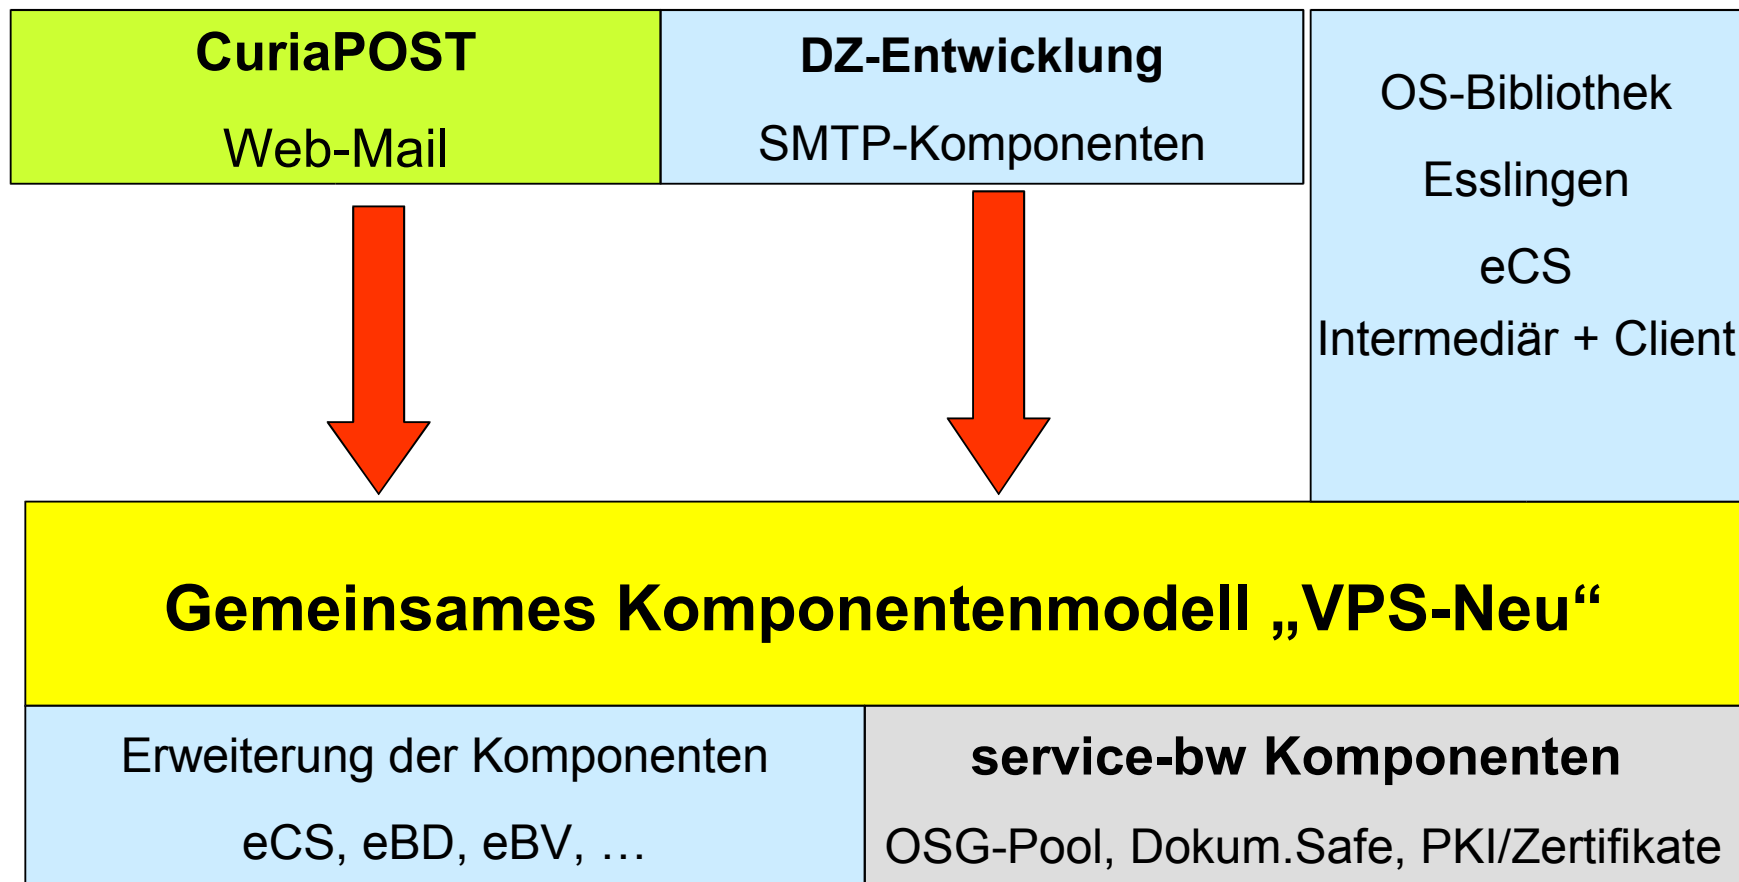 CuriaPOST
Web-Mail
DZ-Entwicklung
SMTP-Komponenten
OS-Bibliothek
Esslingen
eCS
Intermediär + Client
Gemeinsames Komponentenmodell „VPS-Neu“
Erweiterung der Komponenten
eCS, eBD, eBV, …
service-bw Komponenten
OSG-Pool, Dokum.Safe, PKI/Zertifikate